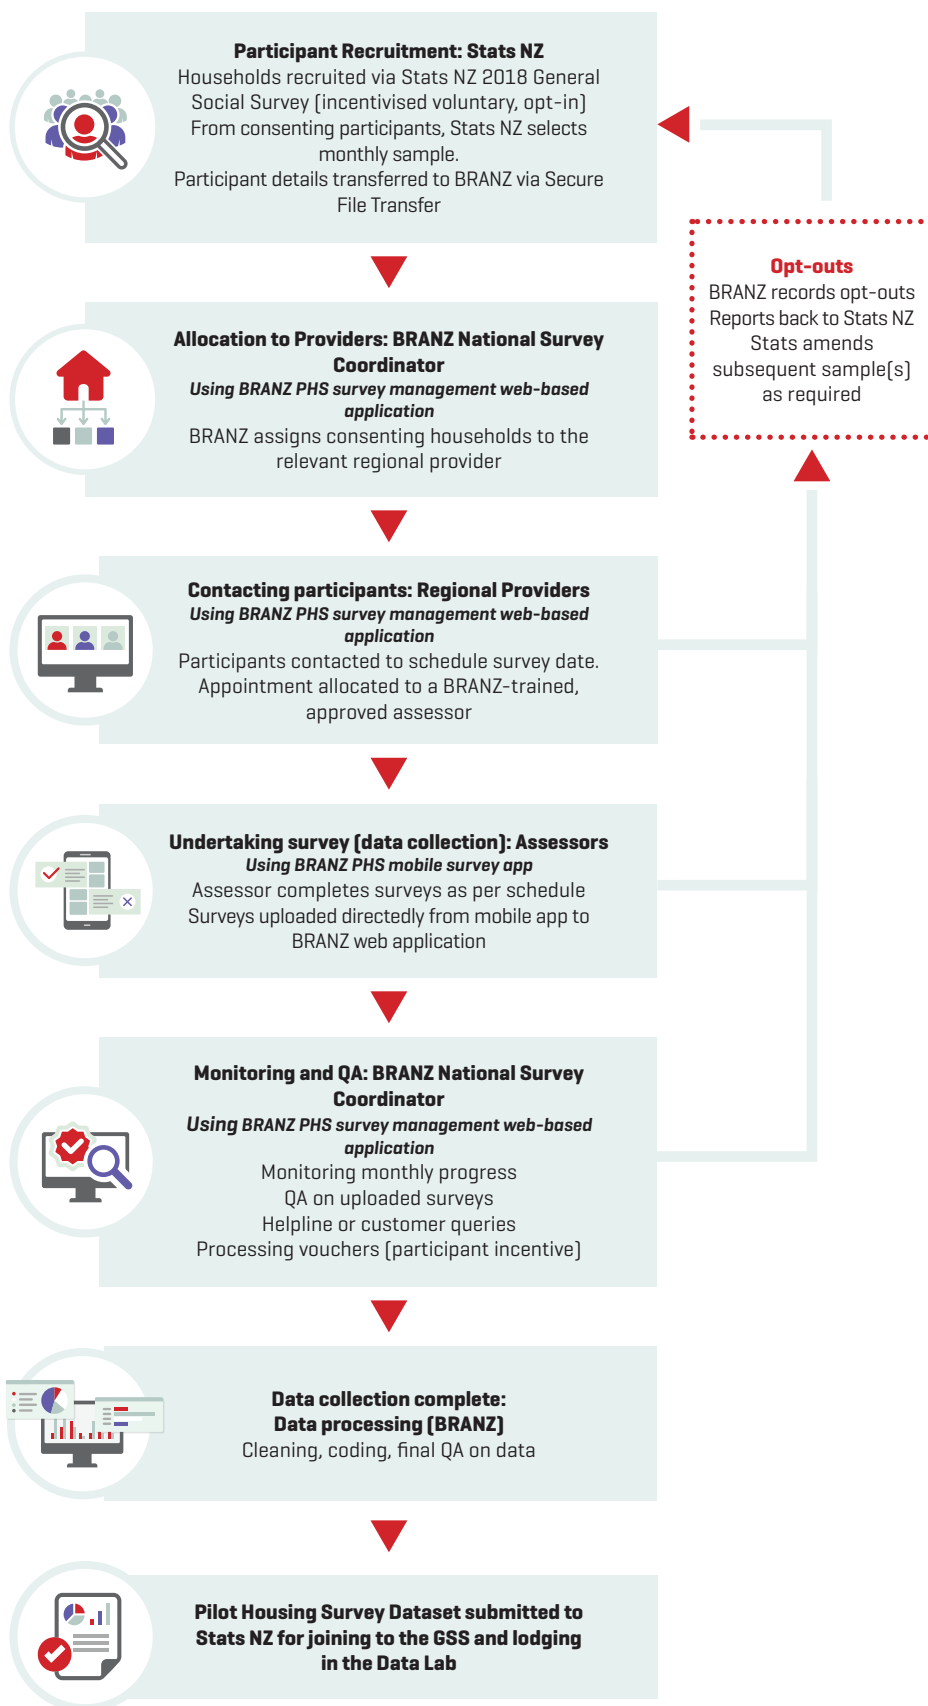 Participant Recruitment: Stats NZ
Households recruited via Stats NZ 2018 General
Social Survey (incentivised voluntary, opt-in)
From consenting participants, Stats NZ selects
monthly sample.
Participant details transferred to BRANZ via Secure
File Transfer
Opt-outs
BRANZ records opt-outs
Reports back to Stats NZ
Stats amends
subsequent sample(s)
as required
Allocation to Providers: BRANZ National Survey
Coordinator
Using BRANZ PHS survey management web-based
application
BRANZ assigns consenting households to the
relevant regional provider
Contacting participants: Regional Providers
Using BRANZ PHS survey management web-based
application
Participants contacted to schedule survey date.
Appointment allocated to a BRANZ-trained,
approved assessor
Undertaking survey (data collection): Assessors
Using BRANZ PHS mobile survey app
Assessor completes surveys as per schedule
Surveys uploaded directedly from mobile app to
BRANZ web application
Monitoring and QA: BRANZ National Survey
Coordinator
Using BRANZ PHS survey management web-based
application
Monitoring monthly progress
QA on uploaded surveys
Helpline or customer queries
Processing vouchers (participant incentive)
Data collection complete:
Data processing (BRANZ)
Cleaning, coding, final QA on data
Pilot Housing Survey Dataset submitted to
Stats NZ for joining to the GSS and lodging
in the Data Lab